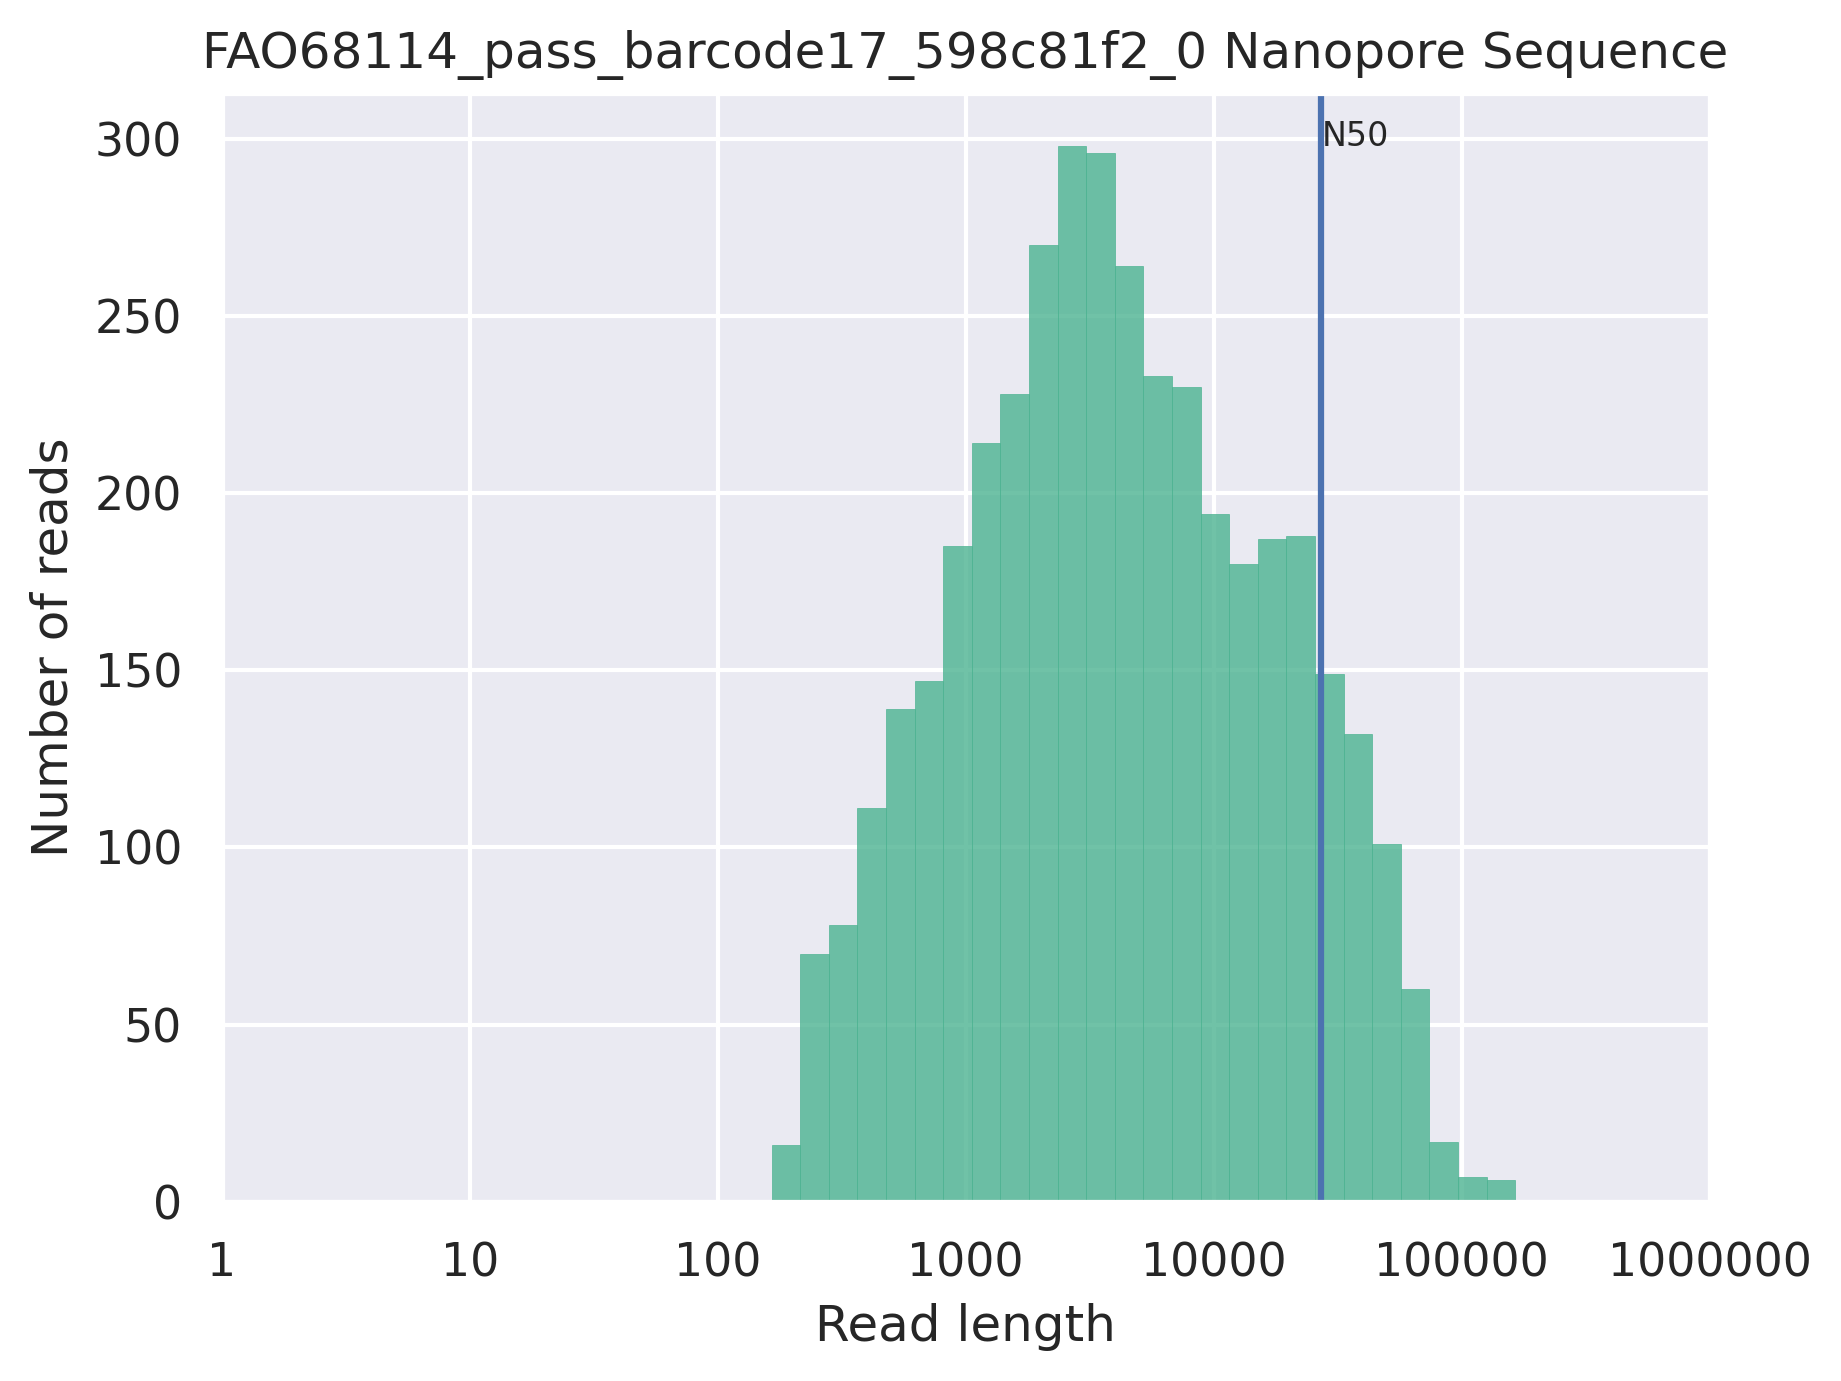 FAO68114_pass_barcode17_598c81f2_0 Nanopore Sequence
N50
300
250
200
150
100
50
0
Number of reads
1 10 100 1000 10000 100000 1000000
Read length